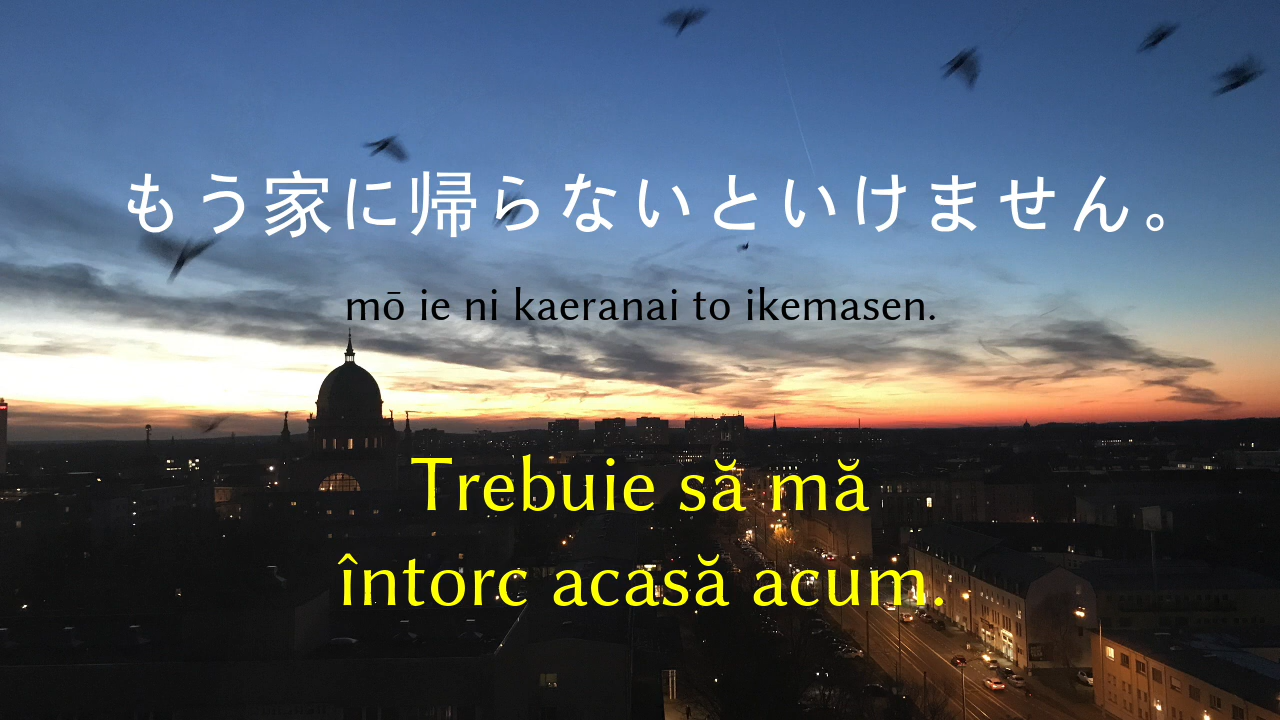 もう家に帰らないといけません。
mō ie ni kaeranai to ikemasen.
Trebuie să mă
întorc acasă acum.